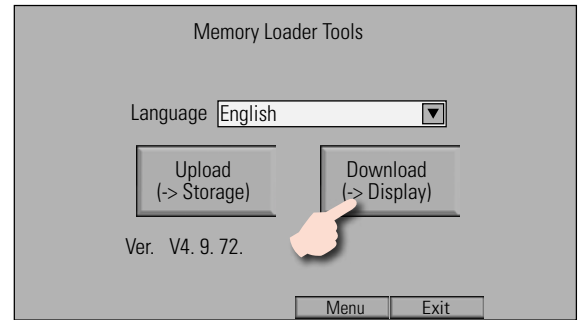 Memory Loader Tools
Language English
Upload Download
(-> Storage) (-> Display)
Ver. V4. 9. 72.
Menu Exit